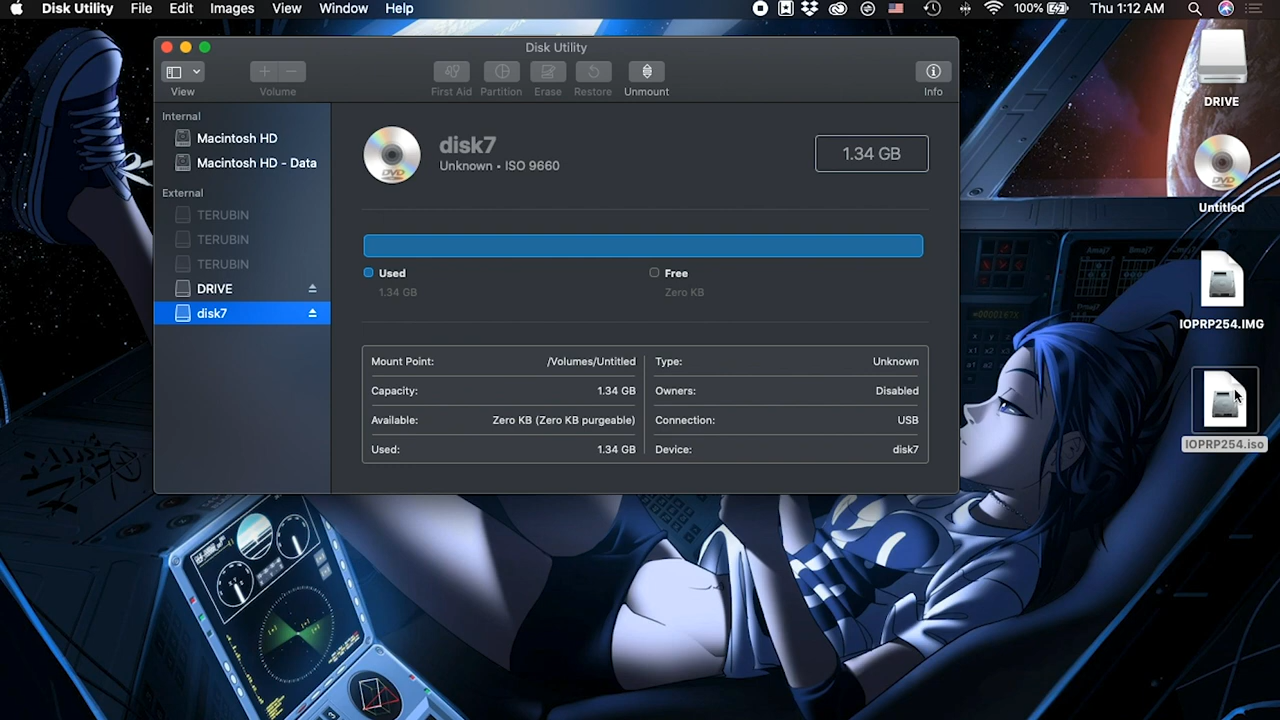 Disk Utility File Edit Images View Window Help 100% Thu 1:12 AM
Disk Utility
View Volume First Aid Partition Erase Restore Unmount Info
Internal
Macintosh HD
Macintosh HD - Data
External
TERUBIN
TERUBIN
TERUBIN
DRIVE
disk7
DVD
disk7
Unknown • ISO 9660
1.34 GB
Used
1.34 GB
Free
Zero KB
Mount Point: /Volumes/Untitled
Capacity: 1.34 GB
Available: Zero KB (Zero KB purgeable)
Used: 1.34 GB
Type: Unknown
Owners: Disabled
Connection: USB
Device: disk7
DRIVE
DVD
Untitled
IOPRP254.IMG
IOPRP254.iso
Amaj7